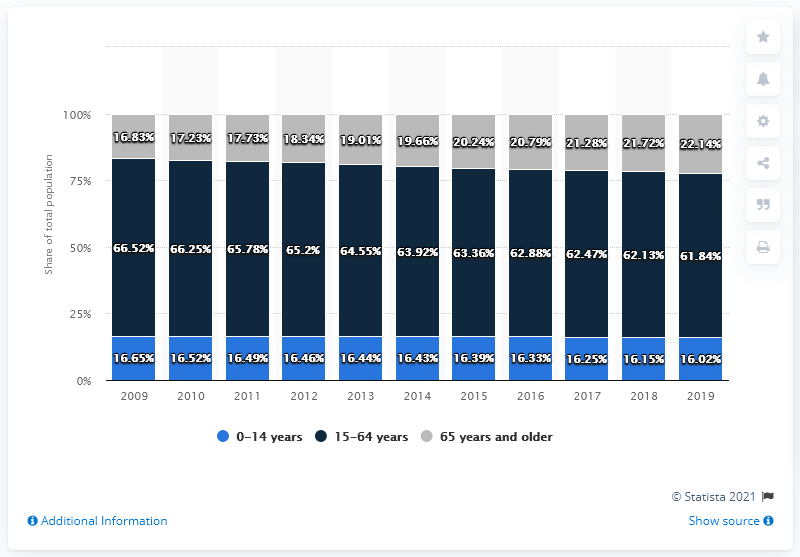 Share of total population
100%
75%
50%
25%
0%
16.83% 17.23% 17.73% 18.34% 19.01% 19.66% 20.24% 20.79% 21.28% 21.72% 22.14%
66.52% 66.25% 65.78% 65.2% 64.55% 63.92% 63.36% 62.88% 62.47% 62.13% 61.84%
16.65% 16.52% 16.49% 16.46% 16.44% 16.43% 16.39% 16.33% 16.25% 16.15% 16.02%
2009 2010 2011 2012 2013 2014 2015 2016 2017 2018 2019
0-14 years 15-64 years 65 years and older
© Statista 2021
Additional Information Show source